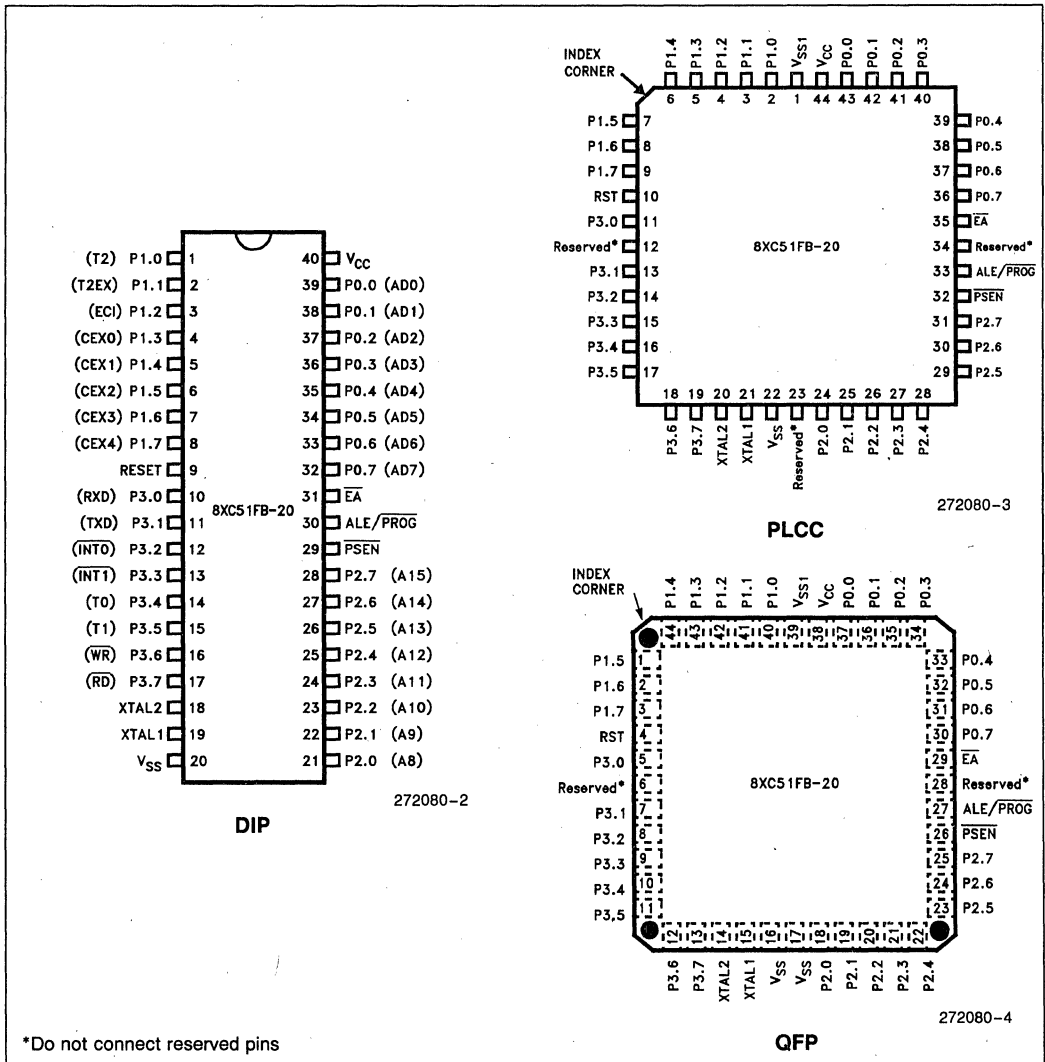 INDEX
CORNER
P1.4 P1.3 P1.2 P1.1 P1.0 VSS1 VCC P0.0 P0.1 P0.2 P0.3
6 5 4 3 2 1 44 43 42 41 40
P1.5 7 39 P0.4
P1.6 8 38 P0.5
P1.7 9 37 P0.6
RST 10 36 P0.7
P3.0 11 35 EA
Reserved* 12 8XC51FB-20 34 Reserved*
P3.1 13 33 ALE/PROG
P3.2 14 32 PSEN
P3.3 15 31 P2.7
P3.4 16 30 P2.6
P3.5 17 29 P2.5
18 19 20 21 22 23 24 25 26 27 28
P3.6 P3.7 XTAL2 XTAL1 VSS Reserved* P2.0 P2.1 P2.2 P2.3 P2.4
272080-3
PLCC
(T2) P1.0 1 40 VCC
(T2EX) P1.1 2 39 P0.0 (AD0)
(ECI) P1.2 3 38 P0.1 (AD1)
(CEX0) P1.3 4 37 P0.2 (AD2)
(CEX1) P1.4 5 36 P0.3 (AD3)
(CEX2) P1.5 6 35 P0.4 (AD4)
(CEX3) P1.6 7 34 P0.5 (AD5)
(CEX4) P1.7 8 33 P0.6 (AD6)
RESET 9 32 P0.7 (AD7)
(RXD) P3.0 10 31 EA
8XC51FB-20
(TXD) P3.1 11 30 ALE/PROG
(INT0) P3.2 12 29 PSEN
(INT1) P3.3 13 28 P2.7 (A15)
(T0) P3.4 14 27 P2.6 (A14)
(T1) P3.5 15 26 P2.5 (A13)
(WR) P3.6 16 25 P2.4 (A12)
(RD) P3.7 17 24 P2.3 (A11)
XTAL2 18 23 P2.2 (A10)
XTAL1 19 22 P2.1 (A9)
VSS 20 21 P2.0 (A8)
272080-2
DIP
INDEX
CORNER
P1.4 P1.3 P1.2 P1.1 P1.0 VSS1 VCC P0.0 P0.1 P0.2 P0.3
44 43 42 41 40 39 38 37 36 35 34
P1.5 1 33 P0.4
P1.6 2 32 P0.5
P1.7 3 31 P0.6
RST 4 30 P0.7
P3.0 5 29 EA
Reserved* 6 8XC51FB-20 28 Reserved*
P3.1 7 27 ALE/PROG
P3.2 8 26 PSEN
P3.3 9 25 P2.7
P3.4 10 24 P2.6
P3,5 11 23 P2.5
12 13 14 15 16 17 18 19 20 21 22
P3.6 P3.7 XTAL2 XTAL1 VSS VSS P2.0 P2.1 P2.2 P2.3 P2.4
272080-4
QFP
*Do not connect reserved pins